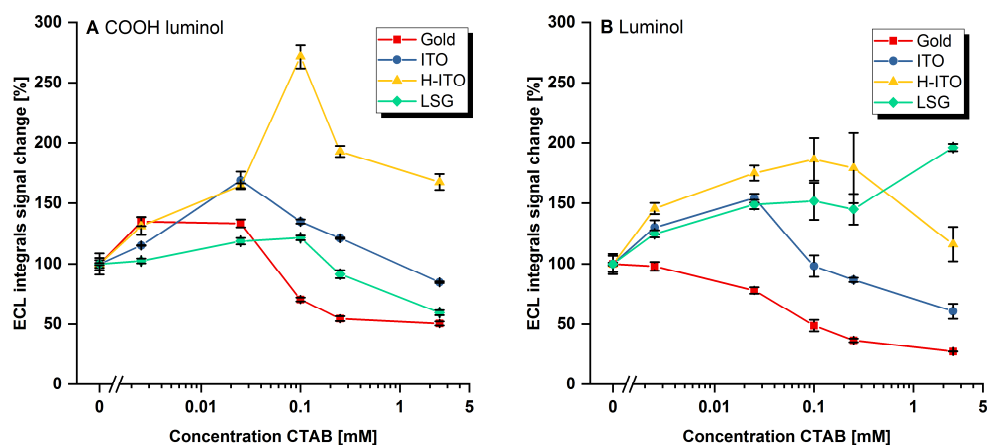 A COOH luminol
Gold
ITO
H-ITO
LSG
ECL integrals signal change [%]
300
250
200
150
100
50
0
0 0.01 0.1 1 5
Concentration CTAB [mM]
B Luminol
Gold
ITO
H-ITO
LSG
ECL integrals signal change [%]
300
250
200
150
100
50
0
0 0.01 0.1 1 5
Concentration CTAB [mM]